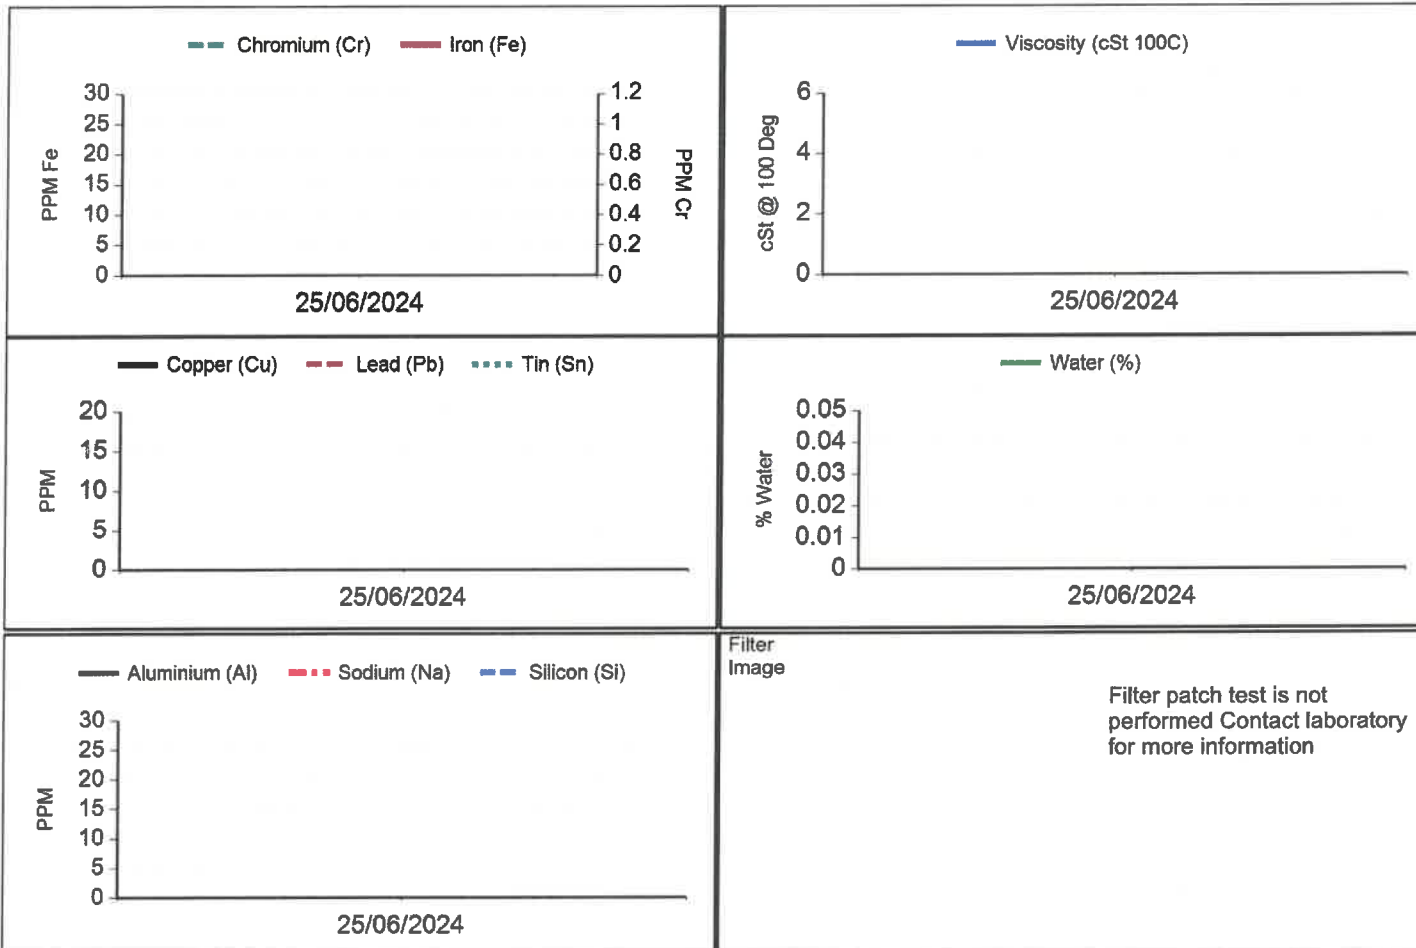 Chromium (Cr) Iron (Fe)
PPM Fe
30
25
20
15
10
5
0
1.2
1
0.8
0.6
0.4
0.2
0
PPM Cr
25/06/2024
Viscosity (cSt 100C)
cSt @ 100 Deg
6
4
2
0
25/06/2024
Copper (Cu) Lead (Pb) Tin (Sn)
PPM
20
15
10
5
0
25/06/2024
Water (%)
% Water
0.05
0.04
0.03
0.02
0.01
0
25/06/2024
Aluminium (Al) Sodium (Na) Silicon (Si)
PPM
30
25
20
15
10
5
0
25/06/2024
Filter
Image
Filter patch test is not
performed Contact laboratory
for more information